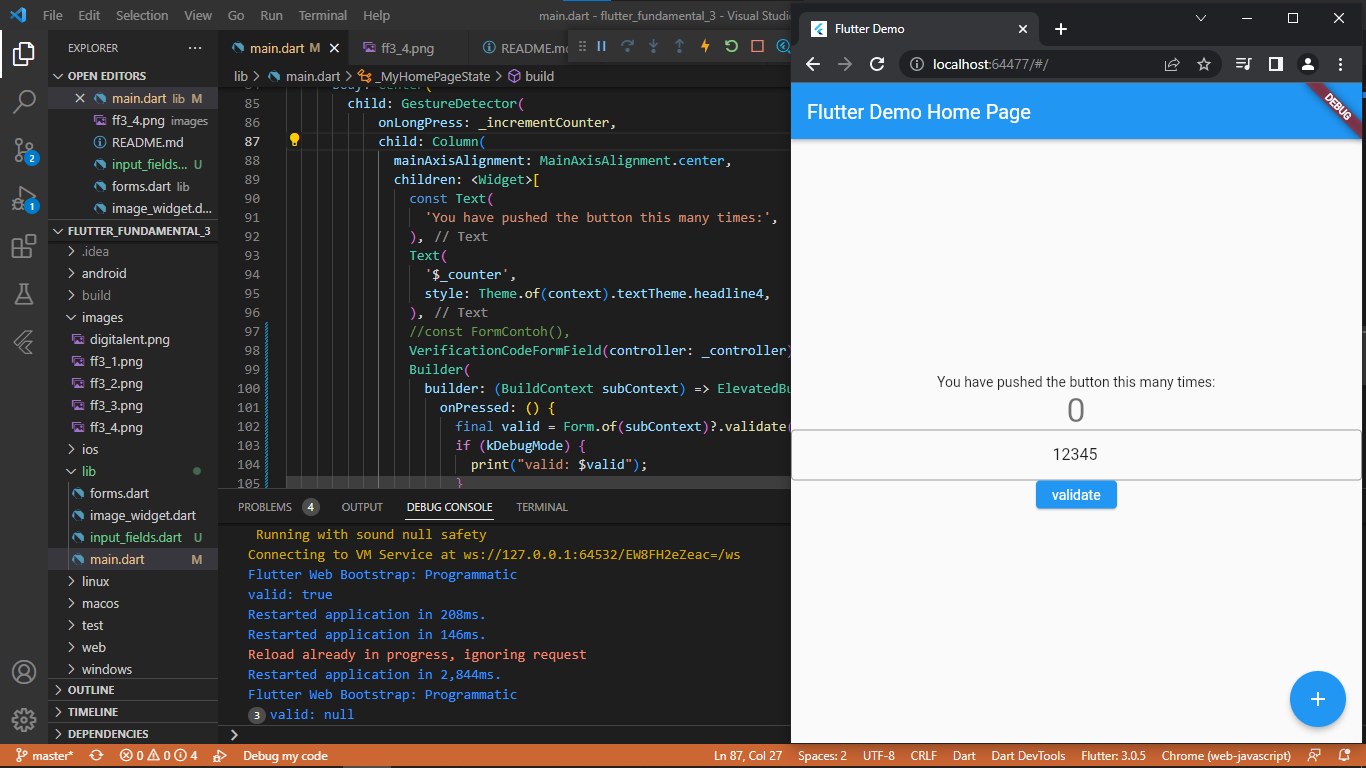 File Edit Selection View Go Run Terminal Help
main.dart - flutter_fundamental_3 - Visual Studio
EXPLORER
OPEN EDITORS
main.dart lib M
ff3_4.png images
README.md
input_fields... U
forms.dart lib
image_widget.d...
FLUTTER_FUNDAMENTAL_3
.idea
android
build
images
digitalent.png
ff3_1.png
ff3_2.png
ff3_3.png
ff3_4.png
ios
lib
forms.dart
image_widget.dart
input_fields.dart U
main.dart M
linux
macos
test
web
windows
OUTLINE
TIMELINE
DEPENDENCIES
2
1
main.dart M
ff3_4.png
README.md
lib > main.dart > _MyHomePageState > build
84 body: Center(
85 child: GestureDetector(
86 onLongPress: _incrementCounter,
87 child: Column(
88 mainAxisAlignment: MainAxisAlignment.center,
89 children: <Widget>[
90 const Text(
91 'You have pushed the button this many times:',
92 ), // Text
93 Text(
94 '$_counter',
95 style: Theme.of(context).textTheme.headline4,
96 ), // Text
97 //const FormContoh(),
98 VerificationCodeFormField(controller: _controller)
99 Builder(
100 builder: (BuildContext subContext) => ElevatedBu
101 onPressed: () {
102 final valid = Form.of(subContext)?.validate(
103 if (kDebugMode) {
104 print("valid: $valid");
105 }
PROBLEMS 4 OUTPUT DEBUG CONSOLE TERMINAL
Running with sound null safety
Connecting to VM Service at ws://127.0.0.1:64532/EW8FH2eZeac=/ws
Flutter Web Bootstrap: Programmatic
valid: true
Restarted application in 208ms.
Restarted application in 146ms.
Reload already in progress, ignoring request
Restarted application in 2,844ms.
Flutter Web Bootstrap: Programmatic
3 valid: null
>
master* 0 0 4 Debug my code
Ln 87, Col 27 Spaces: 2 UTF-8 CRLF Dart Dart DevTools Flutter: 3.0.5 Chrome (web-javascript)
Flutter Demo
localhost:64477/#/
Flutter Demo Home Page
DEBUG
You have pushed the button this many times:
0
12345
validate
+